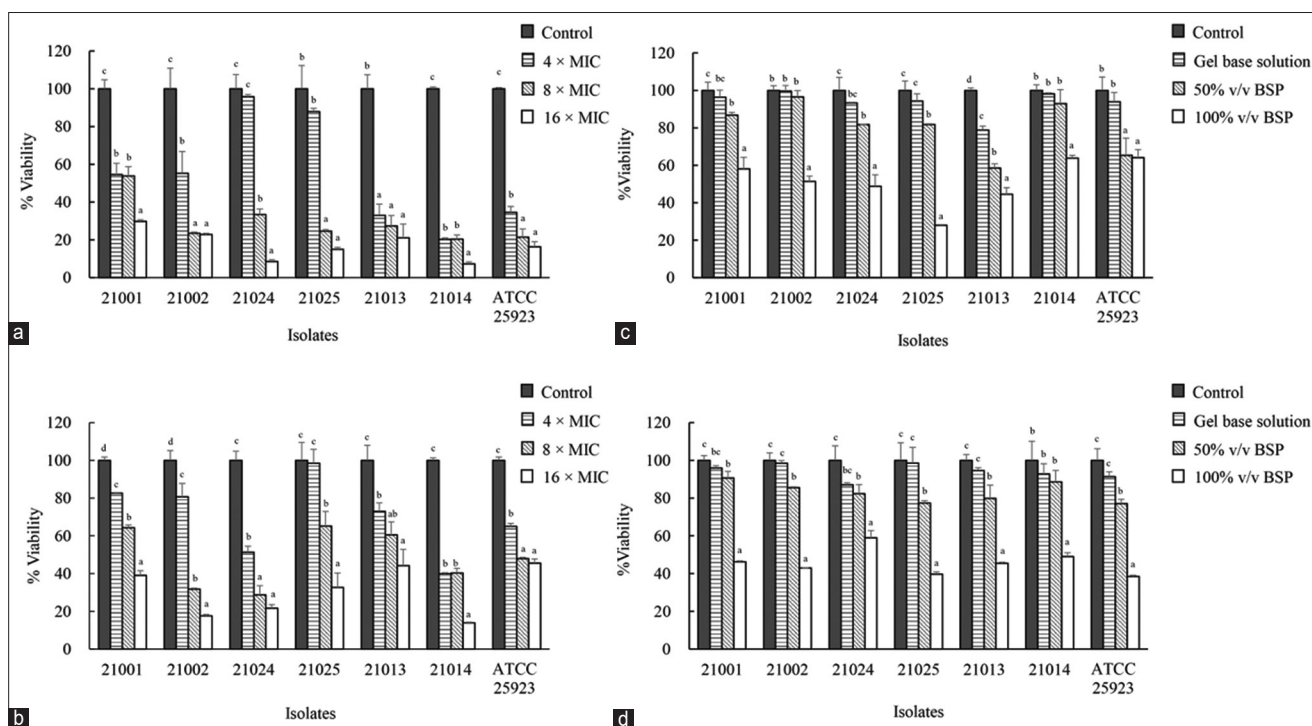 Control
4 × MIC
8 × MIC
16 × MIC
120
100
80
60
40
20
0
% Viability
c b b a c b a a c c b a b b a a b a a a c b b a c b a a
21001 21002 21024 21025 21013 21014 ATCC
25923
Isolates
a
Control
Gel base solution
50% v/v BSP
100% v/v BSP
120
100
80
60
40
20
0
%Viability
c bc b a b b b a c bc b a c c b a d c b a b b b a b b a a
21001 21002 21024 21025 21013 21014 ATCC
25923
Isolates
c
Control
4 × MIC
8 × MIC
16 × MIC
120
100
80
60
40
20
0
% Viability
d c b a d c b a c b a a c c b a c b ab a c b b a c b a a
21001 21002 21024 21025 21013 21014 ATCC
25923
Isolates
b
Control
Gel base solution
50% v/v BSP
100% v/v BSP
120
100
80
60
40
20
0
%Viability
c bc b a c c b a c bc b a c c b a c c b a b b b a c c b a
21001 21002 21024 21025 21013 21014 ATCC
25923
Isolates
d